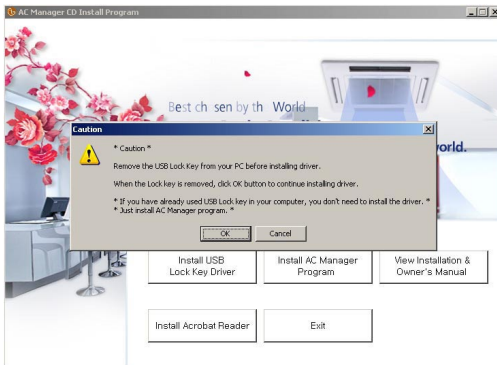 AC Manager CD Install Program
Best ch sen by th World
Caution
orld.
* Caution *
Remove the USB Lock Key from your PC before installing driver.
When the Lock key is removed, click OK button to continue installing driver.
* If you have already used USB Lock key in your computer, you don't need to install the driver. *
* Just install AC Manager program. *
OK
Cancel
Install USB
Lock Key Driver
Install AC Manager
Program
View Installation &
Owner's Manual
Install Acrobat Reader
Exit